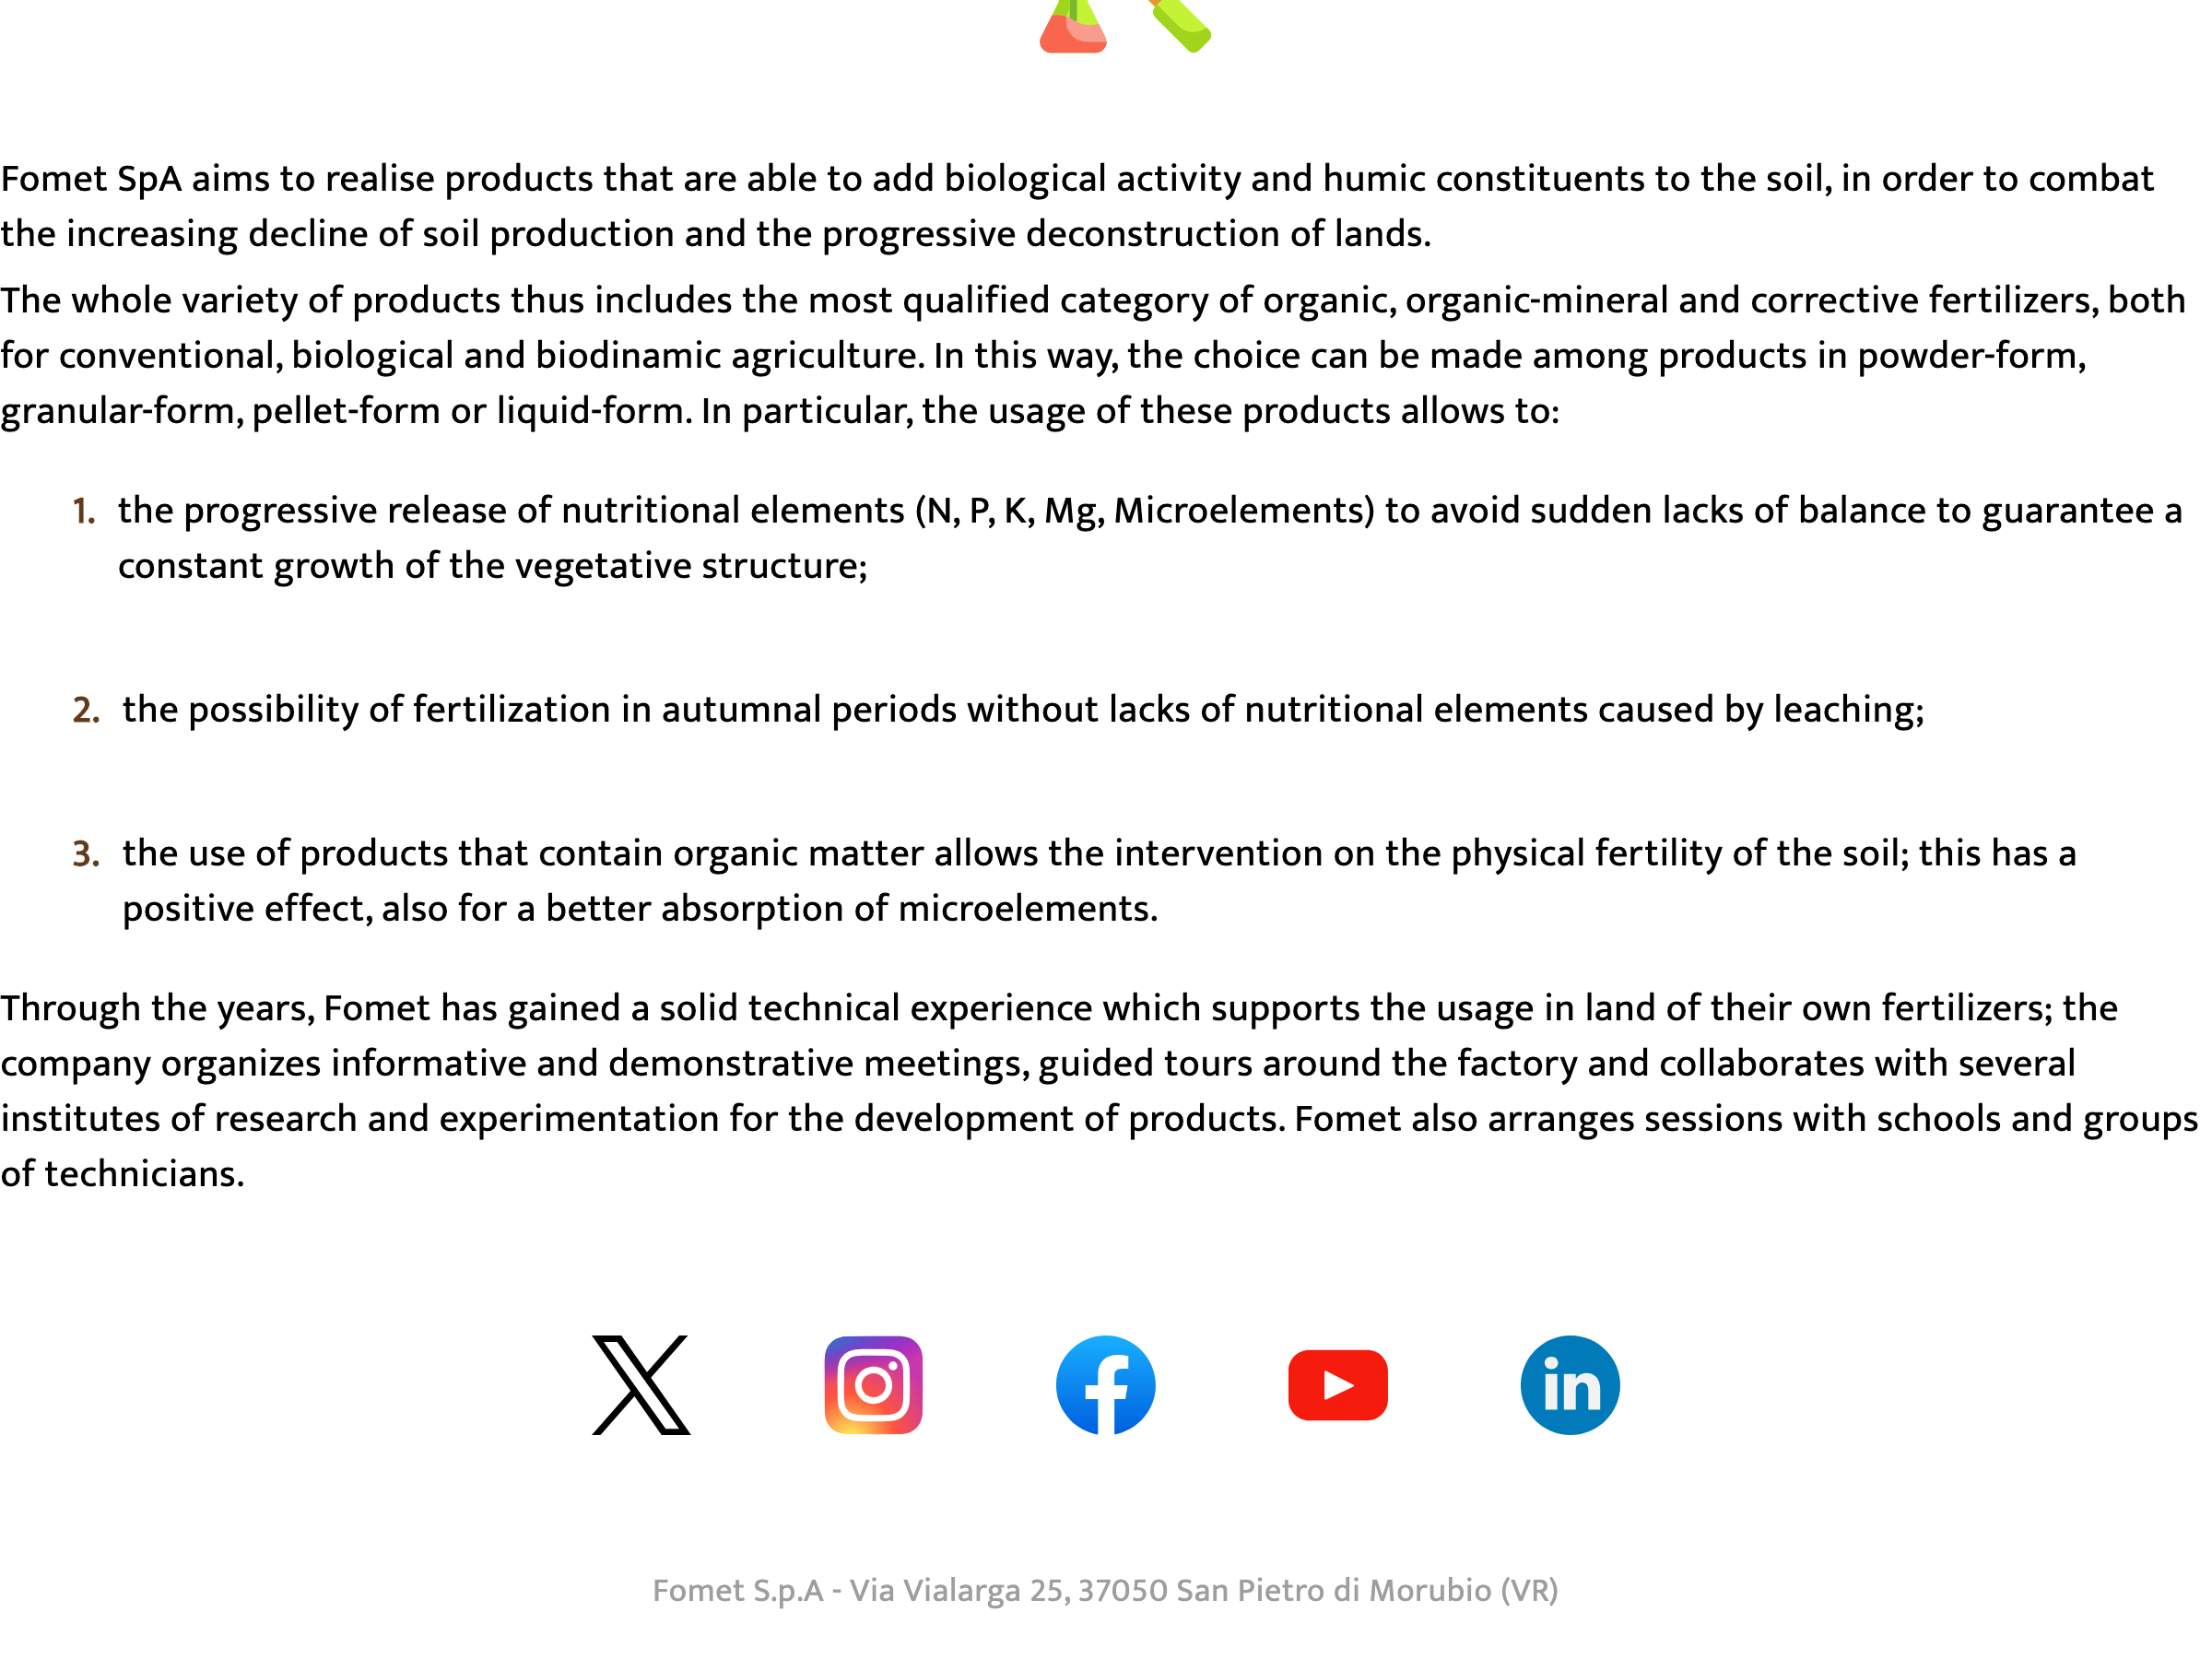 Fomet SpA aims to realise products that are able to add biological activity and humic constituents to the soil, in order to combat
the increasing decline of soil production and the progressive deconstruction of lands.
The whole variety of products thus includes the most qualified category of organic, organic-mineral and corrective fertilizers, both
for conventional, biological and biodinamic agriculture. In this way, the choice can be made among products in powder-form,
granular-form, pellet-form or liquid-form. In particular, the usage of these products allows to:
1. the progressive release of nutritional elements (N, P, K, Mg, Microelements) to avoid sudden lacks of balance to guarantee a
constant growth of the vegetative structure;
2. the possibility of fertilization in autumnal periods without lacks of nutritional elements caused by leaching;
3. the use of products that contain organic matter allows the intervention on the physical fertility of the soil; this has a
positive effect, also for a better absorption of microelements.
Through the years, Fomet has gained a solid technical experience which supports the usage in land of their own fertilizers; the
company organizes informative and demonstrative meetings, guided tours around the factory and collaborates with several
institutes of research and experimentation for the development of products. Fomet also arranges sessions with schools and groups
of technicians.
in
Fomet S.p.A - Via Vialarga 25, 37050 San Pietro di Morubio (VR)